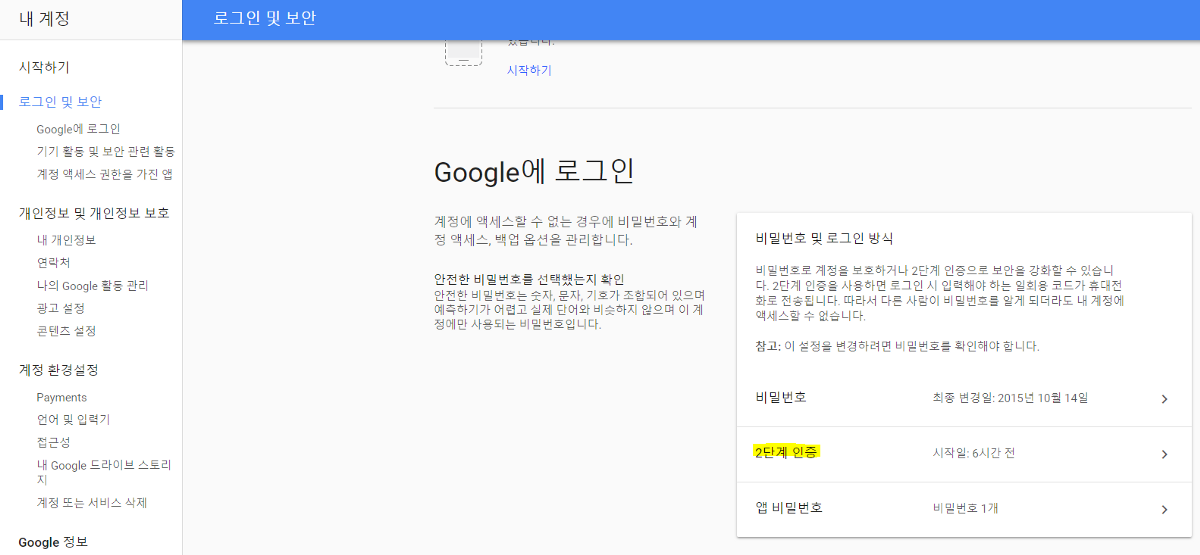 내 계정
로그인 및 보안
시작하기
로그인 및 보안
Google에 로그인
기기 활동 및 보안 관련 활동
계정 액세스 권한을 가진 앱
개인정보 및 개인정보 보호
내 개인정보
연락처
나의 Google 활동 관리
광고 설정
콘텐츠 설정
계정 환경설정
Payments
언어 및 입력기
접근성
내 Google 드라이브 스토리
지
계정 또는 서비스 삭제
Google 정보
있습니다.
시작하기
Google에 로그인
계정에 액세스할 수 없는 경우에 비밀번호와 계
정 액세스, 백업 옵션을 관리합니다.
안전한 비밀번호를 선택했는지 확인
안전한 비밀번호는 숫자, 문자, 기호가 조합되어 있으며
예측하기가 어렵고 실제 단어와 비슷하지 않으며 이 계
정에만 사용되는 비밀번호입니다.
비밀번호 및 로그인 방식
비밀번호로 계정을 보호하거나 2단계 인증으로 보안을 강화할 수 있습니
다. 2단계 인증을 사용하면 로그인 시 입력해야 하는 일회용 코드가 휴대전
화로 전송됩니다. 따라서 다른 사람이 비밀번호를 알게 되더라도 내 계정에
액세스할 수 없습니다.
참고: 이 설정을 변경하려면 비밀번호를 확인해야 합니다.
비밀번호 최종 변경일: 2015년 10월 14일
2단계 인증 시작일: 6시간 전
앱 비밀번호 비밀번호 1개